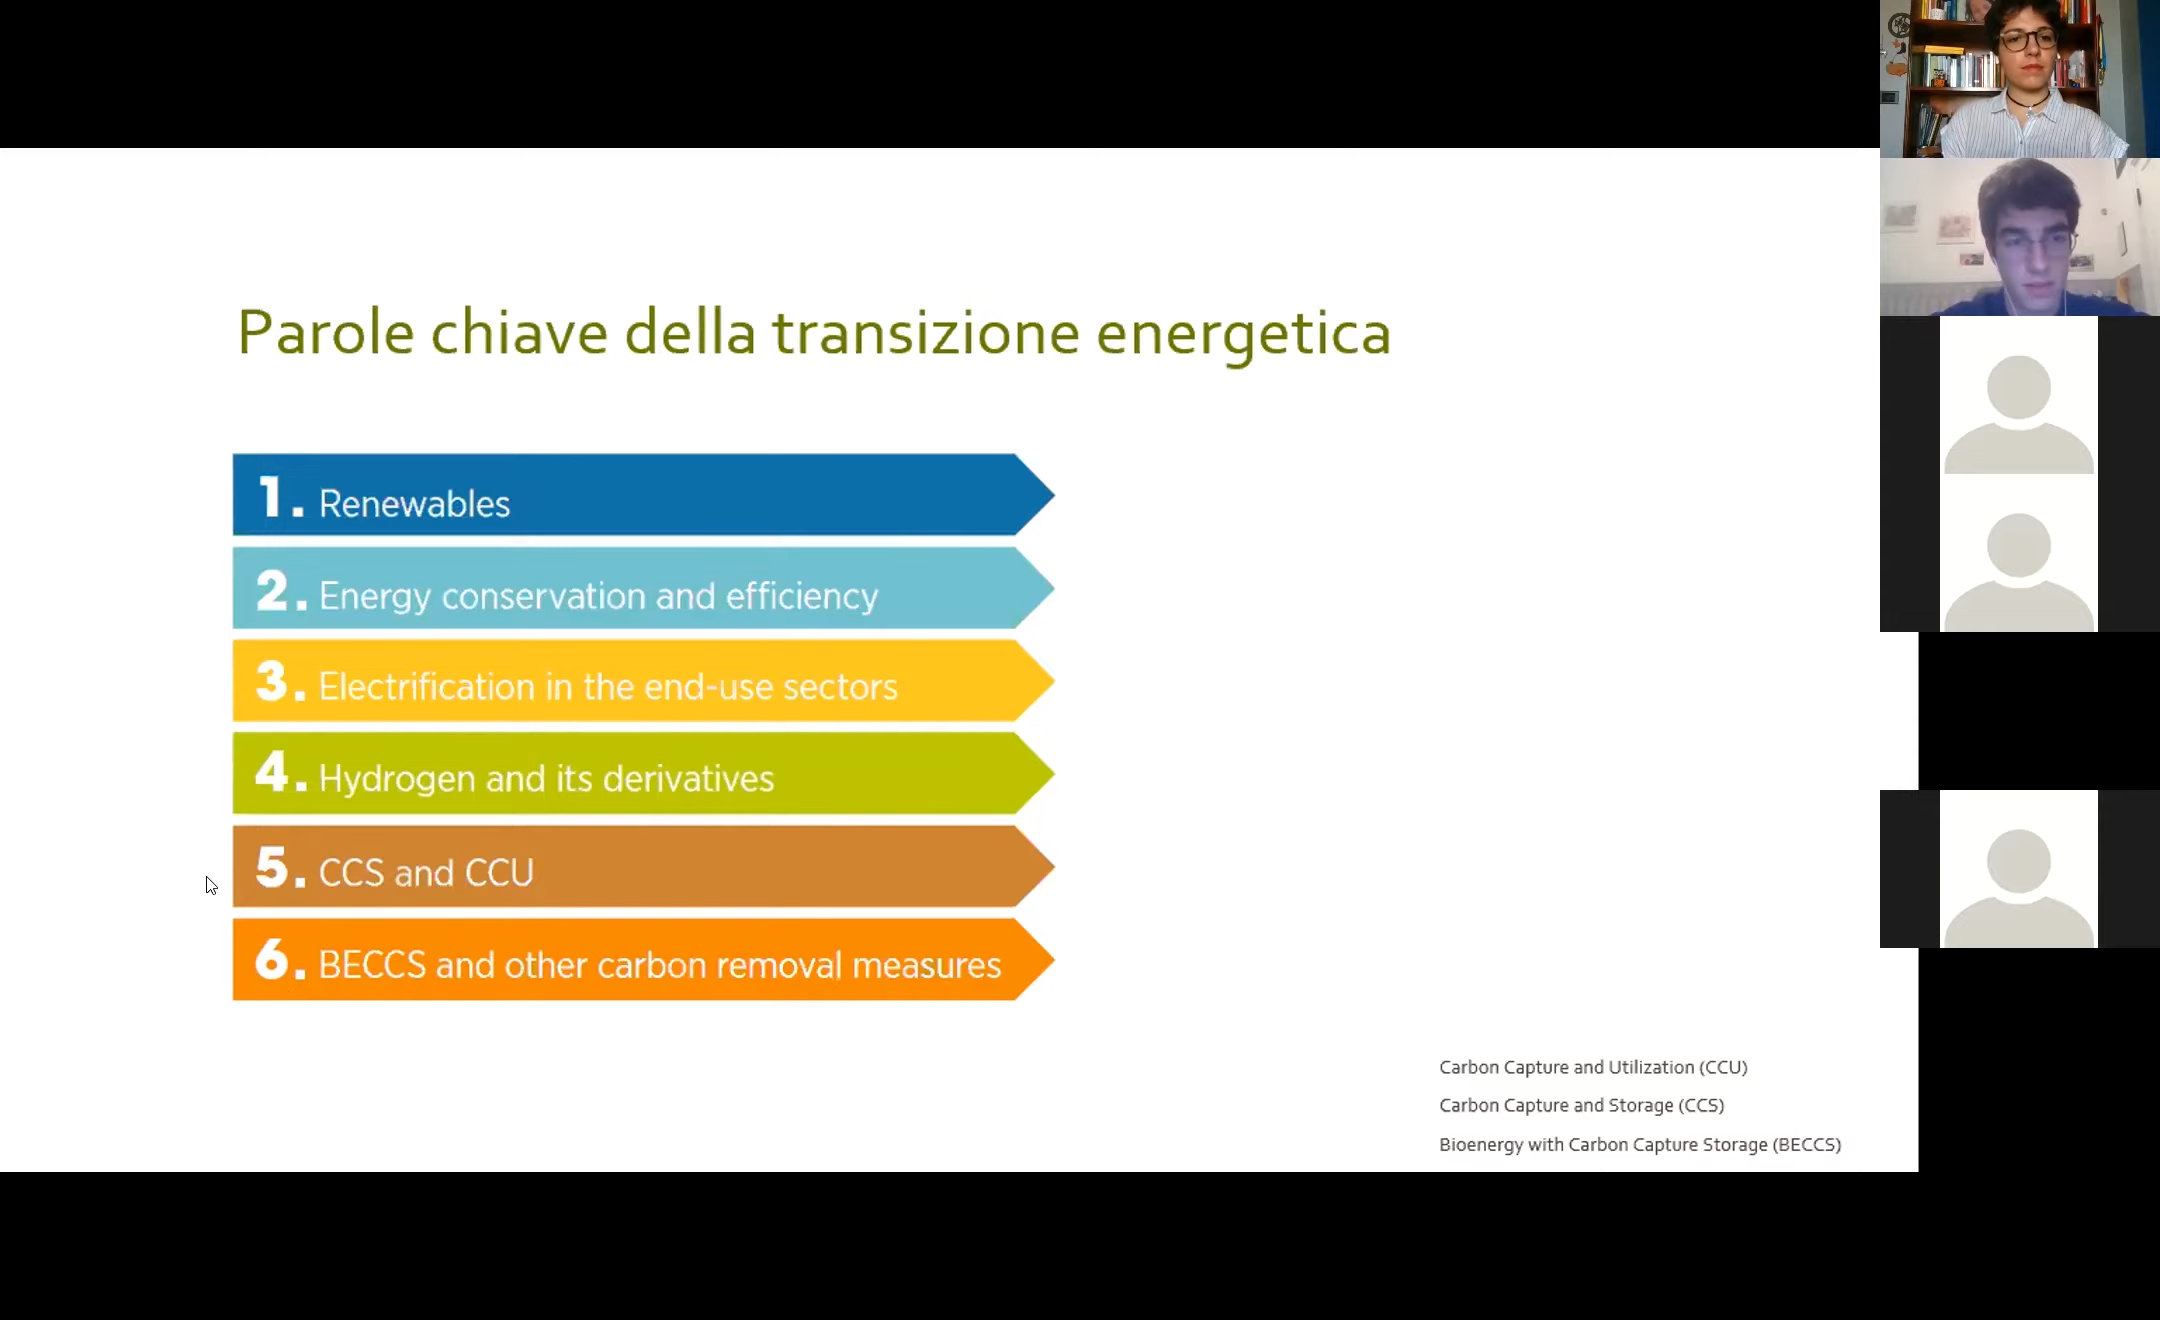 Parole chiave della transizione energetica
1. Renewables
2. Energy conservation and efficiency
3. Electrification in the end-use sectors
4. Hydrogen and its derivatives
5. CCS and CCU
6. BECCS and other carbon removal measures
Carbon Capture and Utilization (CCU)
Carbon Capture and Storage (CCS)
Bioenergy with Carbon Capture Storage (BECCS)